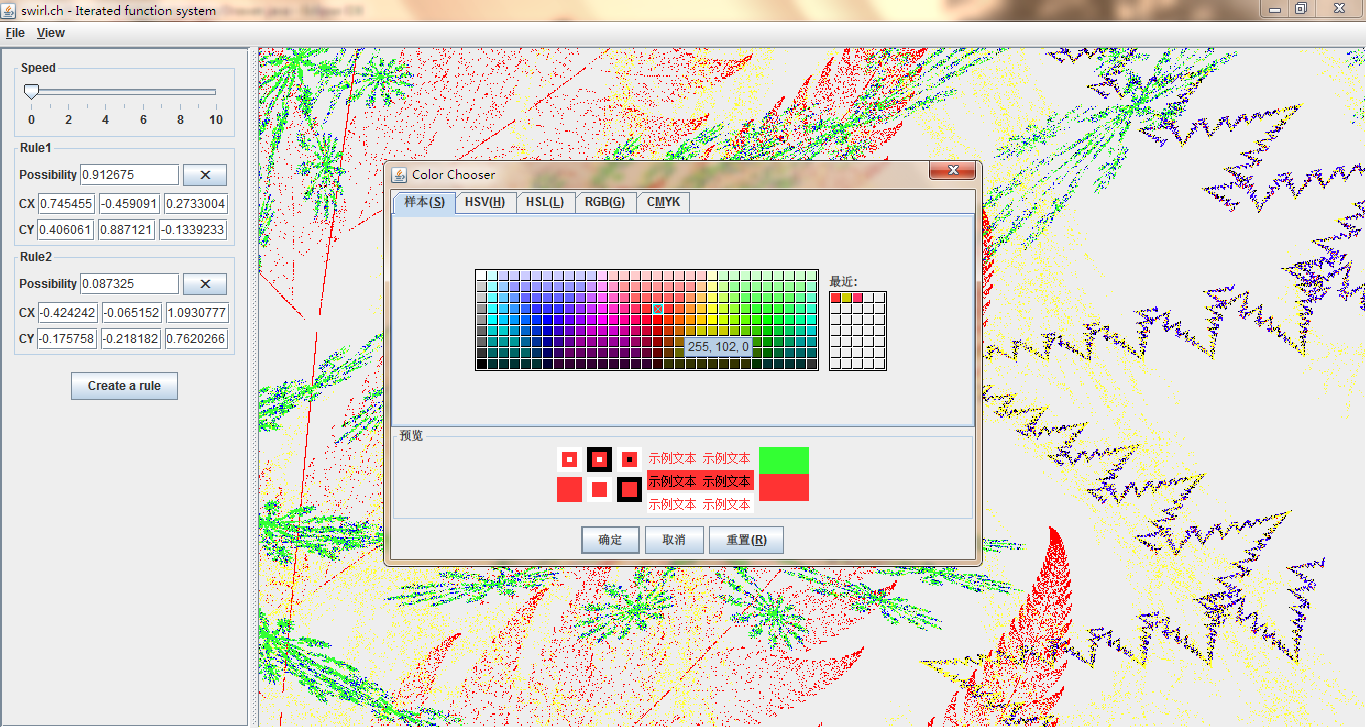 swirl.ch - Iterated function system
File View
Speed
0 2 4 6 8 10
Rule1
Possibility 0.912675
CX 0.745455 -0.459091 0.2733004
CY 0.406061 0.887121 -0.1339233
Rule2
Possibility 0.087325
CX -0.424242 -0.065152 1.0930777
CY -0.175758 -0.218182 0.7620266
Create a rule
Color Chooser
样本(S) HSV(H) HSL(L) RGB(G) CMYK
最近:
255, 102, 0
预览
示例文本 示例文本
示例文本 示例文本
示例文本 示例文本
确定 取消 重置(R)